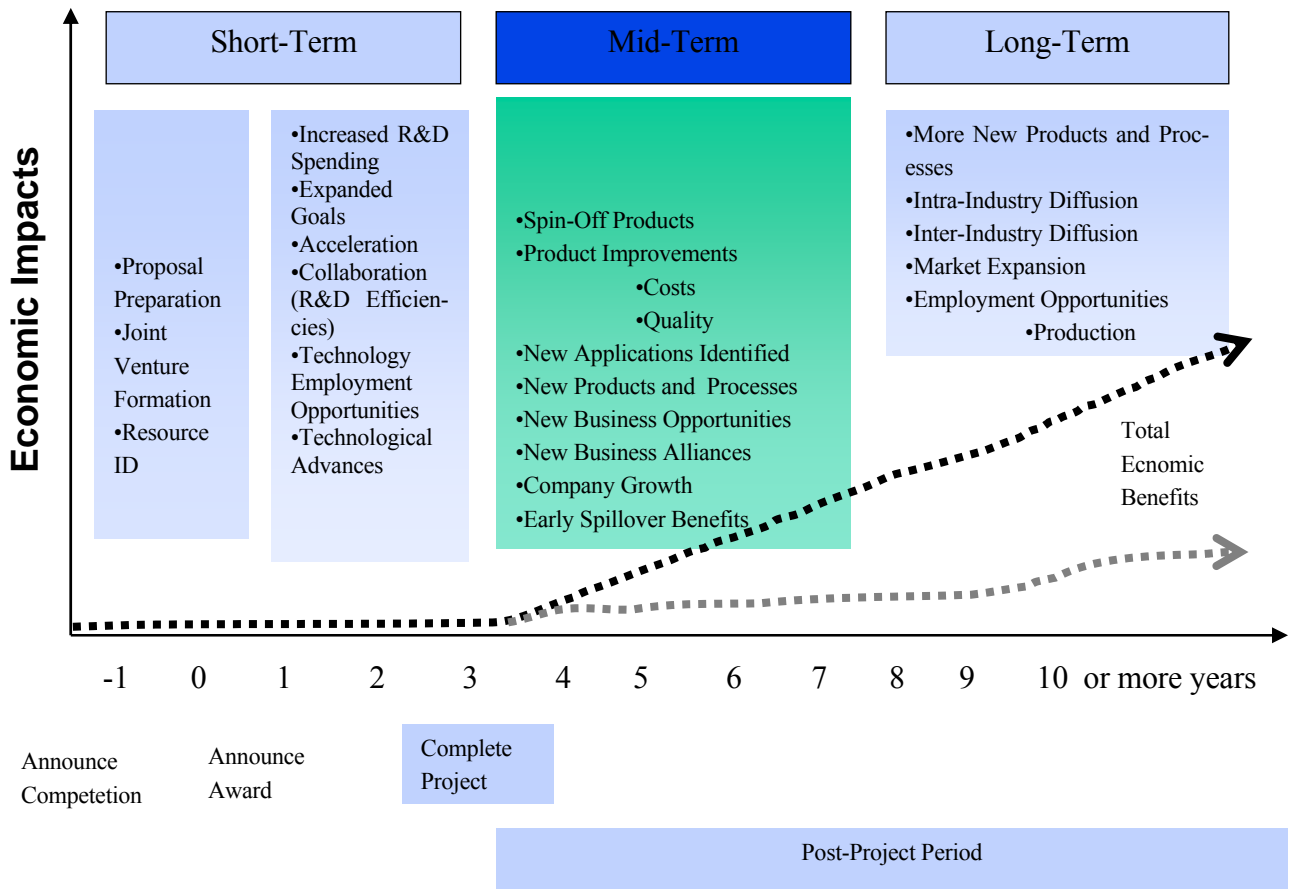 Economic Impacts
Short-Term
Mid-Term
Long-Term
•Proposal
Preparation
•Joint
Venture
Formation
•Resource
ID
•Increased R&D
Spending
•Expanded
Goals
•Acceleration
•Collaboration
(R&D Efficien-
cies)
•Technology
Employment
Opportunities
•Technological
Advances
•Spin-Off Products
•Product Improvements
•Costs
•Quality
•New Applications Identified
•New Products and Processes
•New Business Opportunities
•New Business Alliances
•Company Growth
•Early Spillover Benefits
•More New Products and Proc-
esses
•Intra-Industry Diffusion
•Inter-Industry Diffusion
•Market Expansion
•Employment Opportunities
•Production
Total
Ecnomic
Benefits
-1 0 1 2 3 4 5 6 7 8 9 10 or more years
Announce
Competetion
Announce
Award
Complete
Project
Post-Project Period